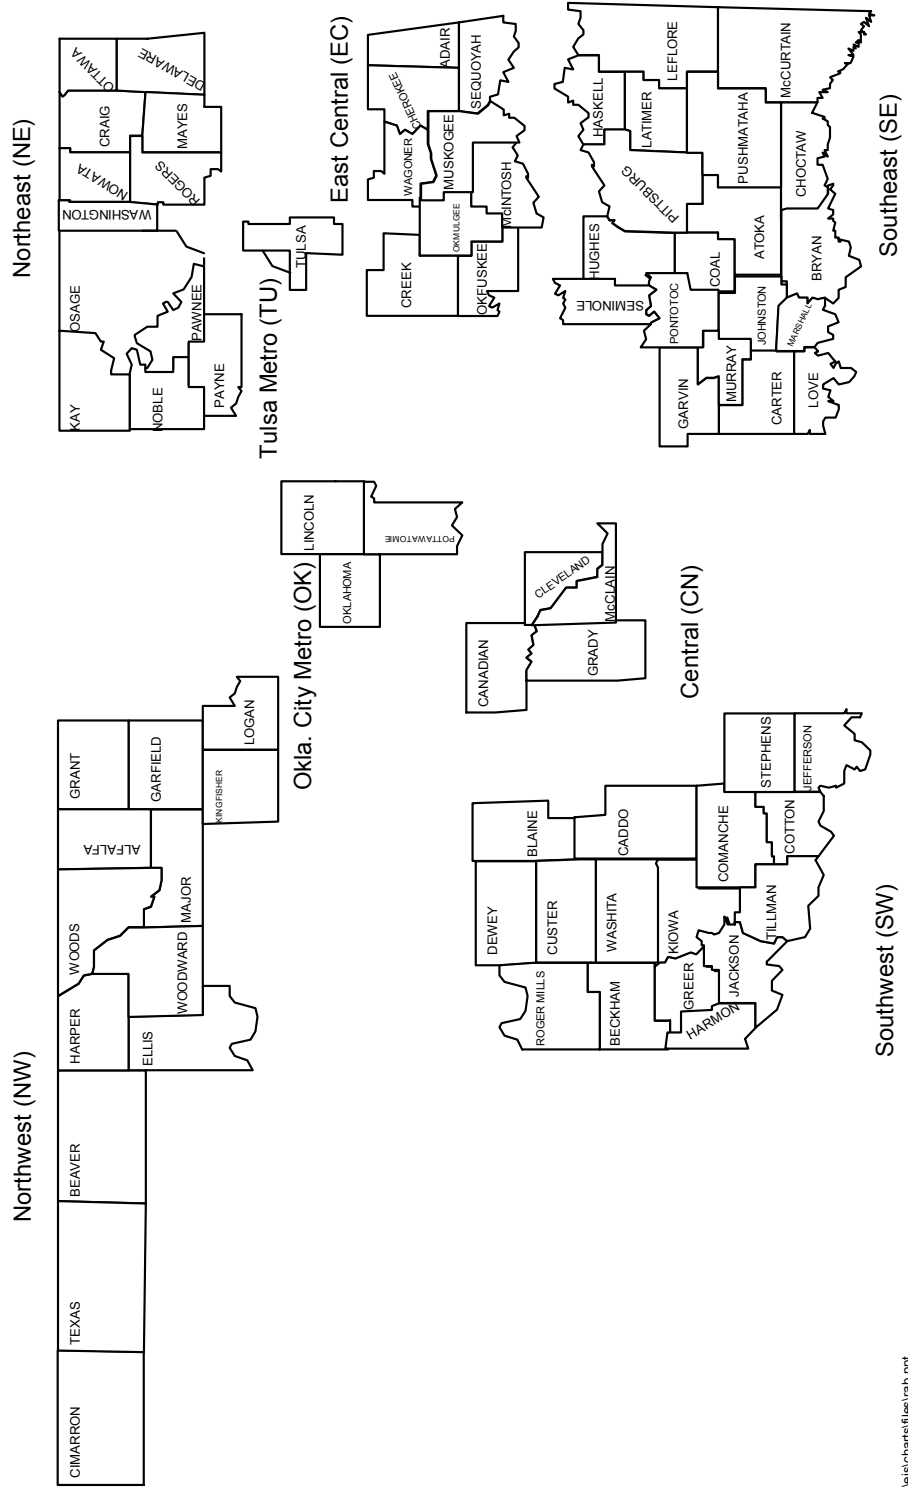 Northwest (NW)
CIMARRON
TEXAS
BEAVER
HARPER
ELLIS
WOODS
WOODWARD
ALFALFA
MAJOR
GRANT
GARFIELD
KINGFISHER
LOGAN
Northeast (NE)
KAY
OSAGE
NOBLE
PAWNEE
PAYNE
WASHINGTON
NOWATA
ROGERS
CRAIG
MAYES
OTTAWA
DELAWARE
Tulsa Metro (TU)
TULSA
Okla. City Metro (OK)
OKLAHOMA
LINCOLN
POTTAWATOMIE
East Central (EC)
CREEK
OKFUSKEE
OKMULGEE
WAGONER
MUSKOGEE
McINTOSH
CHEROKEE
ADAIR
SEQUOYAH
Central (CN)
CANADIAN
GRADY
CLEVELAND
McCLAIN
Southwest (SW)
ROGER MILLS
BECKHAM
DEWEY
CUSTER
WASHITA
KIOWA
GREER
HARMON
JACKSON
TILLMAN
BLAINE
CADDO
COMANCHE
COTTON
STEPHENS
JEFFERSON
Southeast (SE)
SEMINOLE
HUGHES
PONTOTOC
COAL
GARVIN
MURRAY
CARTER
LOVE
JOHNSTON
MARSHALL
ATOKA
BRYAN
PITTSBURG
HASKELL
LATIMER
LEFLORE
PUSHMATAHA
CHOCTAW
McCURTAIN
\eis\charts\files\rab.ppt